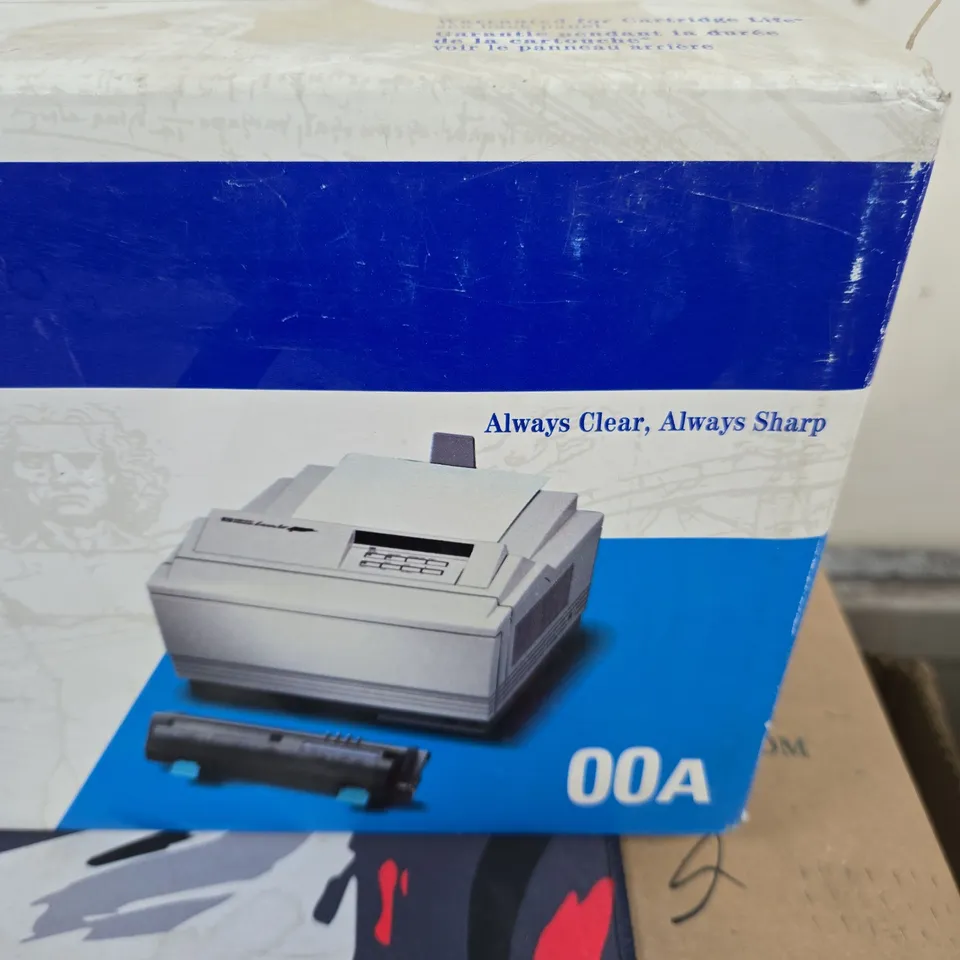 Warranted for Cartridge Life*
Garantie pendant la durée
de la cartouche*
voir le panneau arrière
Always Clear, Always Sharp
00A
OM